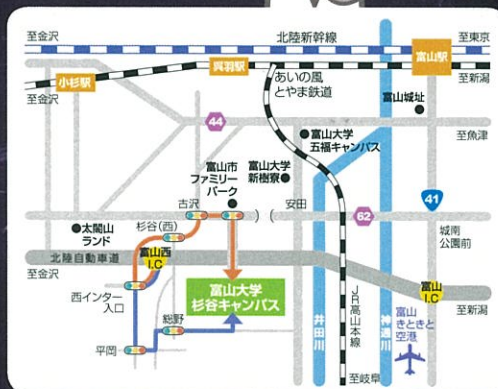 至金沢
北陸新幹線
至東京
富山駅
呉羽駅
小杉駅
至金沢
あいの風
とやま鉄道
至新潟
富山城址
44
至魚津
富山大学
五福キャンパス
富山市
ファミリー
パーク
富山大学
新樹寮
41
古沢
安田
62
太閤山
ランド
杉谷(西)
城南
公園前
北陸自動車道
富山西
I.C
至金沢
富山大学
杉谷キャンパス
富山
I.C
西インター
入口
至新潟
総野
井田川
JR高山本線
神通川
富山
きときと
空港
平岡
至岐阜